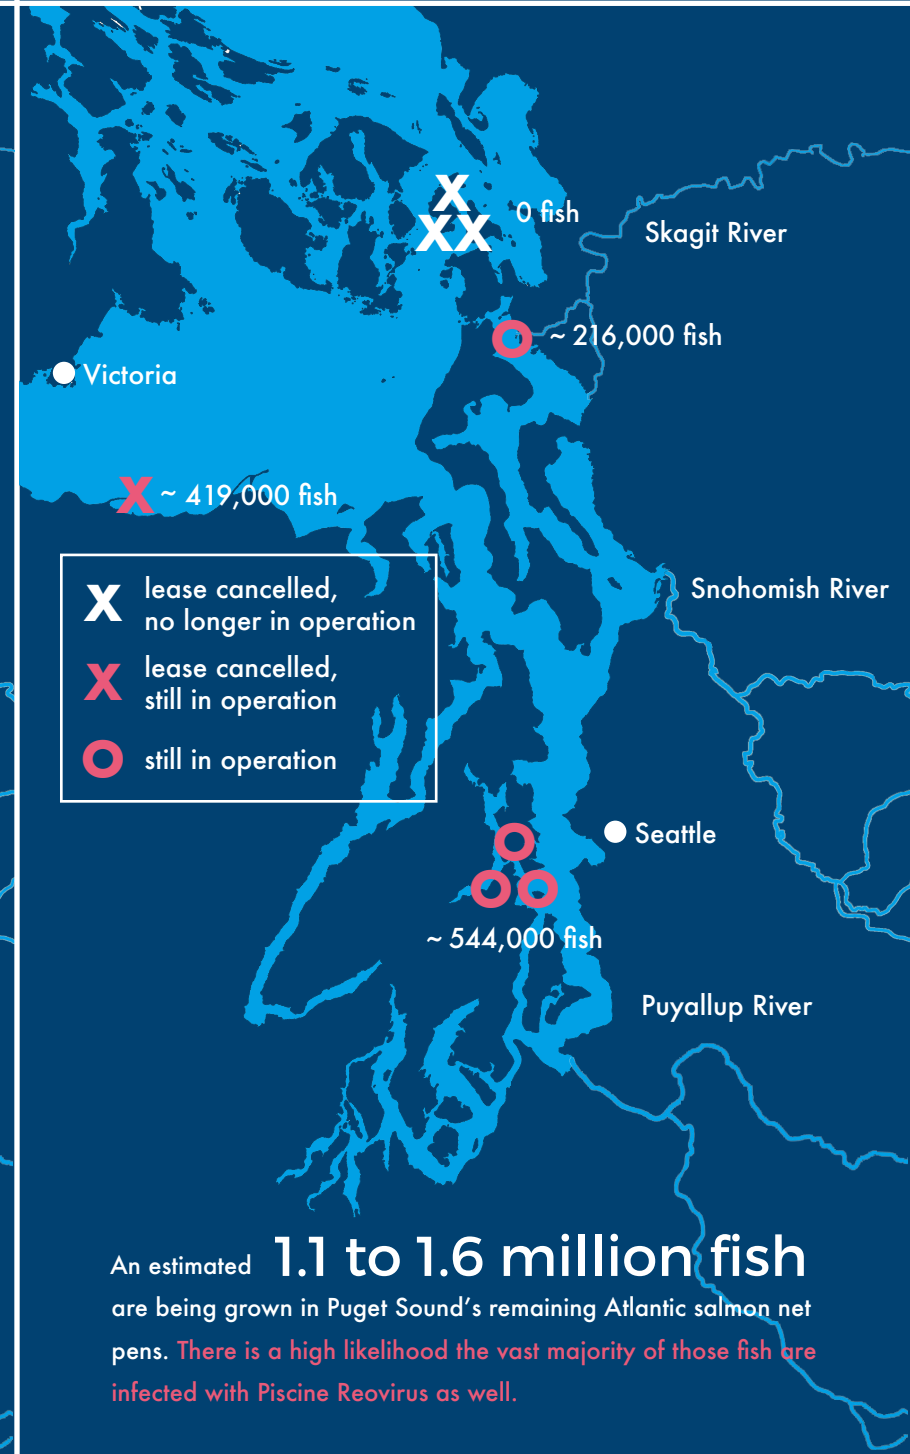 X
XX
0 fish
Skagit River
~ 216,000 fish
Victoria
X ~ 419,000 fish
X lease cancelled,
no longer in operation
X lease cancelled,
still in operation
still in operation
Snohomish River
Seattle
~ 544,000 fish
Puyallup River
An estimated 1.1 to 1.6 million fish
are being grown in Puget Sound’s remaining Atlantic salmon net
pens. There is a high likelihood the vast majority of those fish are
infected with Piscine Reovirus as well.